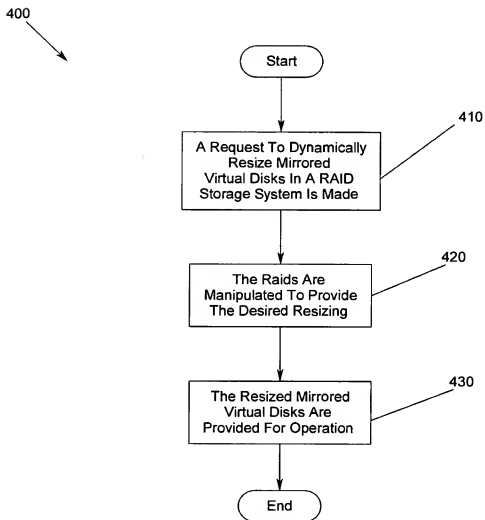 400
Start
A Request To Dynamically
Resize Mirrored
Virtual Disks In A RAID
Storage System Is Made
410
The Raids Are
Manipulated To Provide
The Desired Resizing
420
The Resized Mirrored
Virtual Disks Are
Provided For Operation
430
End